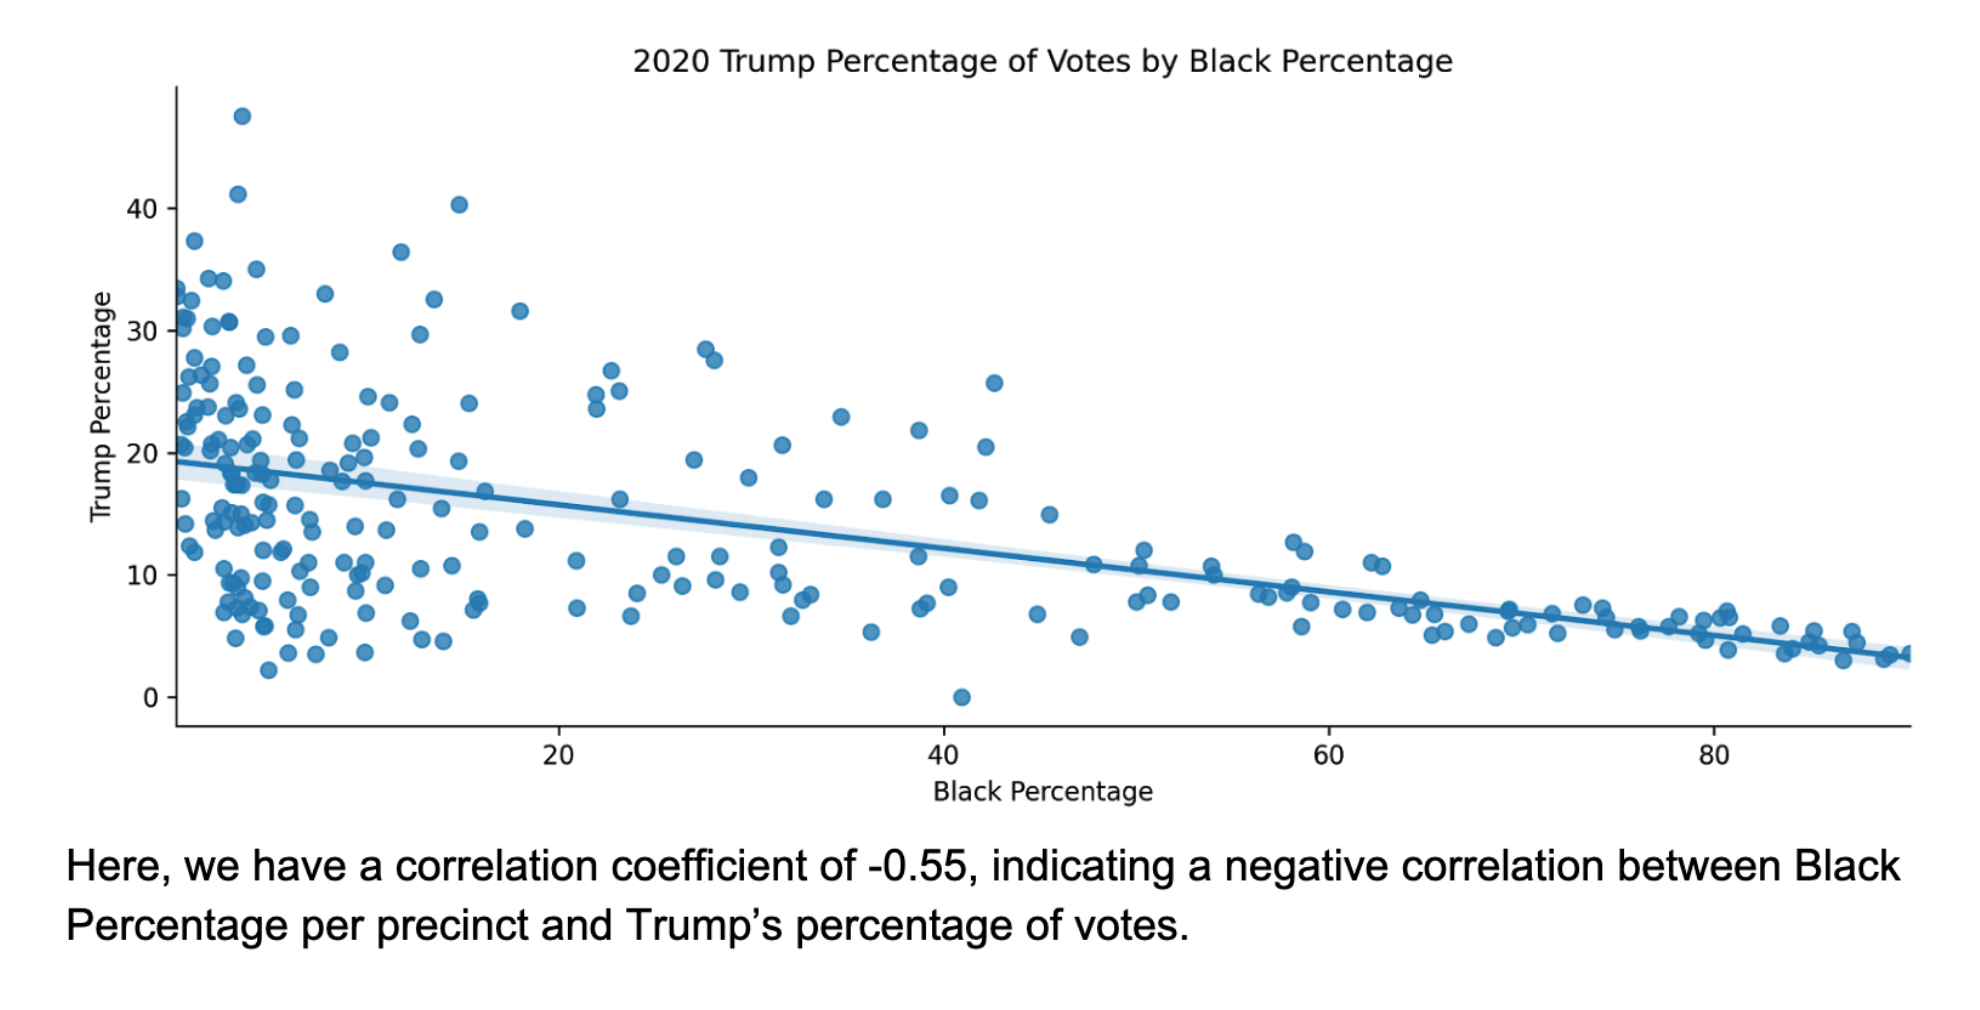 2020 Trump Percentage of Votes by Black Percentage
40
30
20
10
0
Trump Percentage
20 40 60 80
Black Percentage
Here, we have a correlation coefficient of -0.55, indicating a negative correlation between Black
Percentage per precinct and Trump’s percentage of votes.